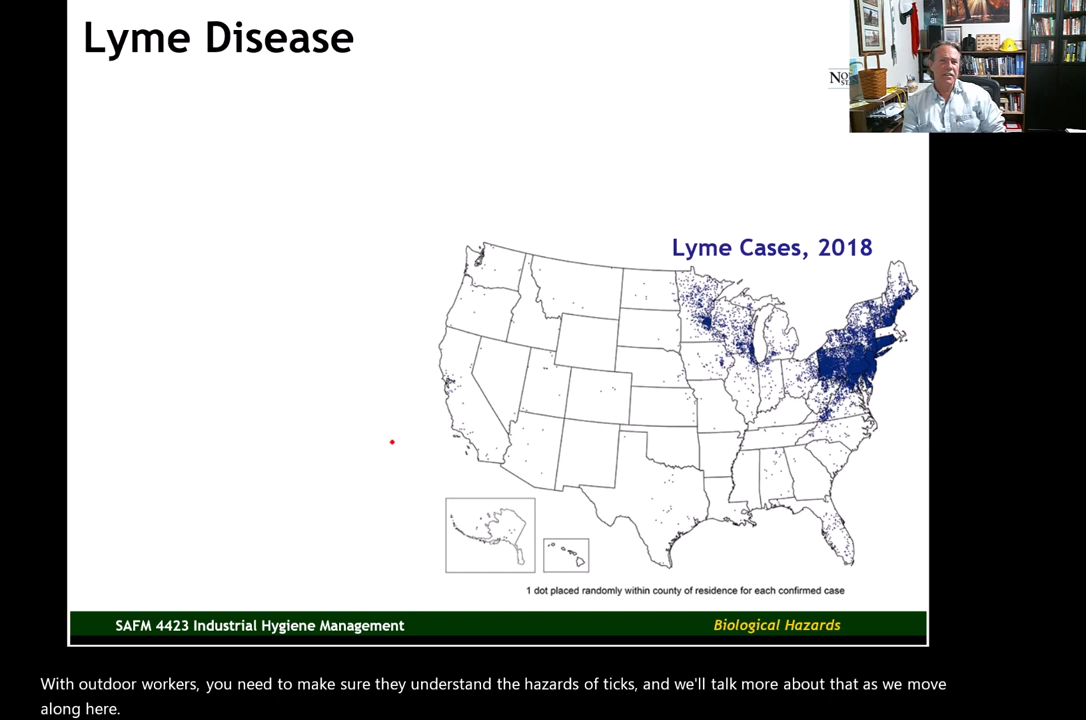 Lyme Disease
Lyme Cases, 2018
1 dot placed randomly within county of residence for each confirmed case
SAFM 4423 Industrial Hygiene Management
Biological Hazards
With outdoor workers, you need to make sure they understand the hazards of ticks, and we'll talk more about that as we move
along here.